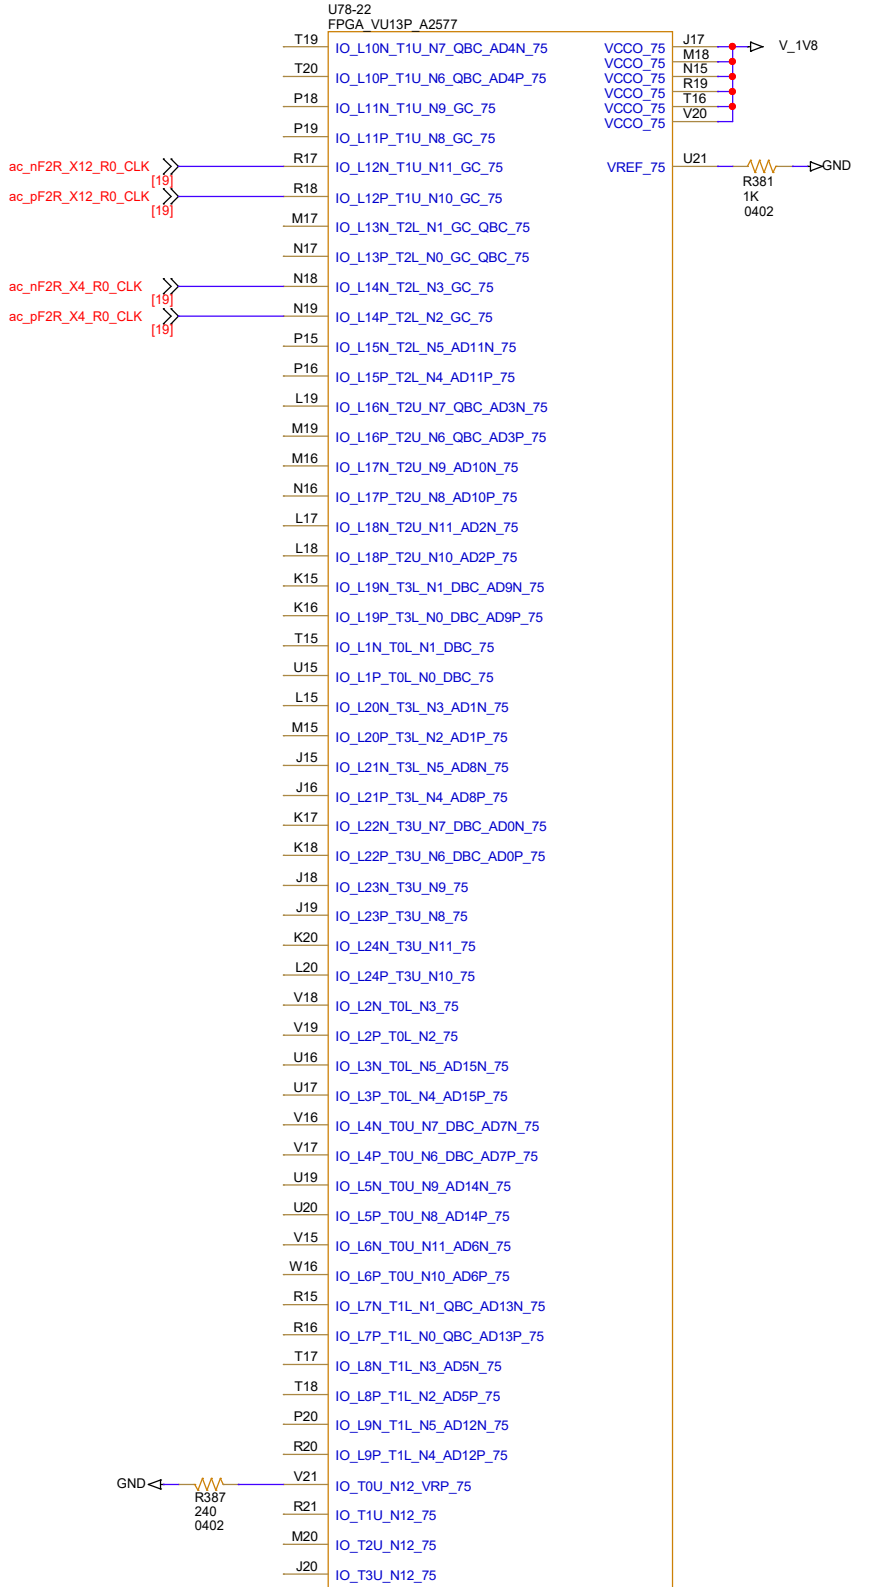 U78-22
FPGA_VU13P_A2577
T19 IO_L10N_T1U_N7_QBC_AD4N_75 VCCO_75 J17 V_1V8
VCCO_75 M18
T20 IO_L10P_T1U_N6_QBC_AD4P_75 VCCO_75 N15
VCCO_75 R19
P18 IO_L11N_T1U_N9_GC_75 VCCO_75 T16
VCCO_75 V20
P19 IO_L11P_T1U_N8_GC_75
ac_nF2R_X12_R0_CLK [19] R17 IO_L12N_T1U_N11_GC_75 VREF_75 U21 GND
R381
1K
0402
ac_pF2R_X12_R0_CLK [19] R18 IO_L12P_T1U_N10_GC_75
M17 IO_L13N_T2L_N1_GC_QBC_75
N17 IO_L13P_T2L_N0_GC_QBC_75
ac_nF2R_X4_R0_CLK [19] N18 IO_L14N_T2L_N3_GC_75
ac_pF2R_X4_R0_CLK [19] N19 IO_L14P_T2L_N2_GC_75
P15 IO_L15N_T2L_N5_AD11N_75
P16 IO_L15P_T2L_N4_AD11P_75
L19 IO_L16N_T2U_N7_QBC_AD3N_75
M19 IO_L16P_T2U_N6_QBC_AD3P_75
M16 IO_L17N_T2U_N9_AD10N_75
N16 IO_L17P_T2U_N8_AD10P_75
L17 IO_L18N_T2U_N11_AD2N_75
L18 IO_L18P_T2U_N10_AD2P_75
K15 IO_L19N_T3L_N1_DBC_AD9N_75
K16 IO_L19P_T3L_N0_DBC_AD9P_75
T15 IO_L1N_T0L_N1_DBC_75
U15 IO_L1P_T0L_N0_DBC_75
L15 IO_L20N_T3L_N3_AD1N_75
M15 IO_L20P_T3L_N2_AD1P_75
J15 IO_L21N_T3L_N5_AD8N_75
J16 IO_L21P_T3L_N4_AD8P_75
K17 IO_L22N_T3U_N7_DBC_AD0N_75
K18 IO_L22P_T3U_N6_DBC_AD0P_75
J18 IO_L23N_T3U_N9_75
J19 IO_L23P_T3U_N8_75
K20 IO_L24N_T3U_N11_75
L20 IO_L24P_T3U_N10_75
V18 IO_L2N_T0L_N3_75
V19 IO_L2P_T0L_N2_75
U16 IO_L3N_T0L_N5_AD15N_75
U17 IO_L3P_T0L_N4_AD15P_75
V16 IO_L4N_T0U_N7_DBC_AD7N_75
V17 IO_L4P_T0U_N6_DBC_AD7P_75
U19 IO_L5N_T0U_N9_AD14N_75
U20 IO_L5P_T0U_N8_AD14P_75
V15 IO_L6N_T0U_N11_AD6N_75
W16 IO_L6P_T0U_N10_AD6P_75
R15 IO_L7N_T1L_N1_QBC_AD13N_75
R16 IO_L7P_T1L_N0_QBC_AD13P_75
T17 IO_L8N_T1L_N3_AD5N_75
T18 IO_L8P_T1L_N2_AD5P_75
P20 IO_L9N_T1L_N5_AD12N_75
R20 IO_L9P_T1L_N4_AD12P_75
GND V21 IO_T0U_N12_VRP_75
R387
240
0402
R21 IO_T1U_N12_75
M20 IO_T2U_N12_75
J20 IO_T3U_N12_75